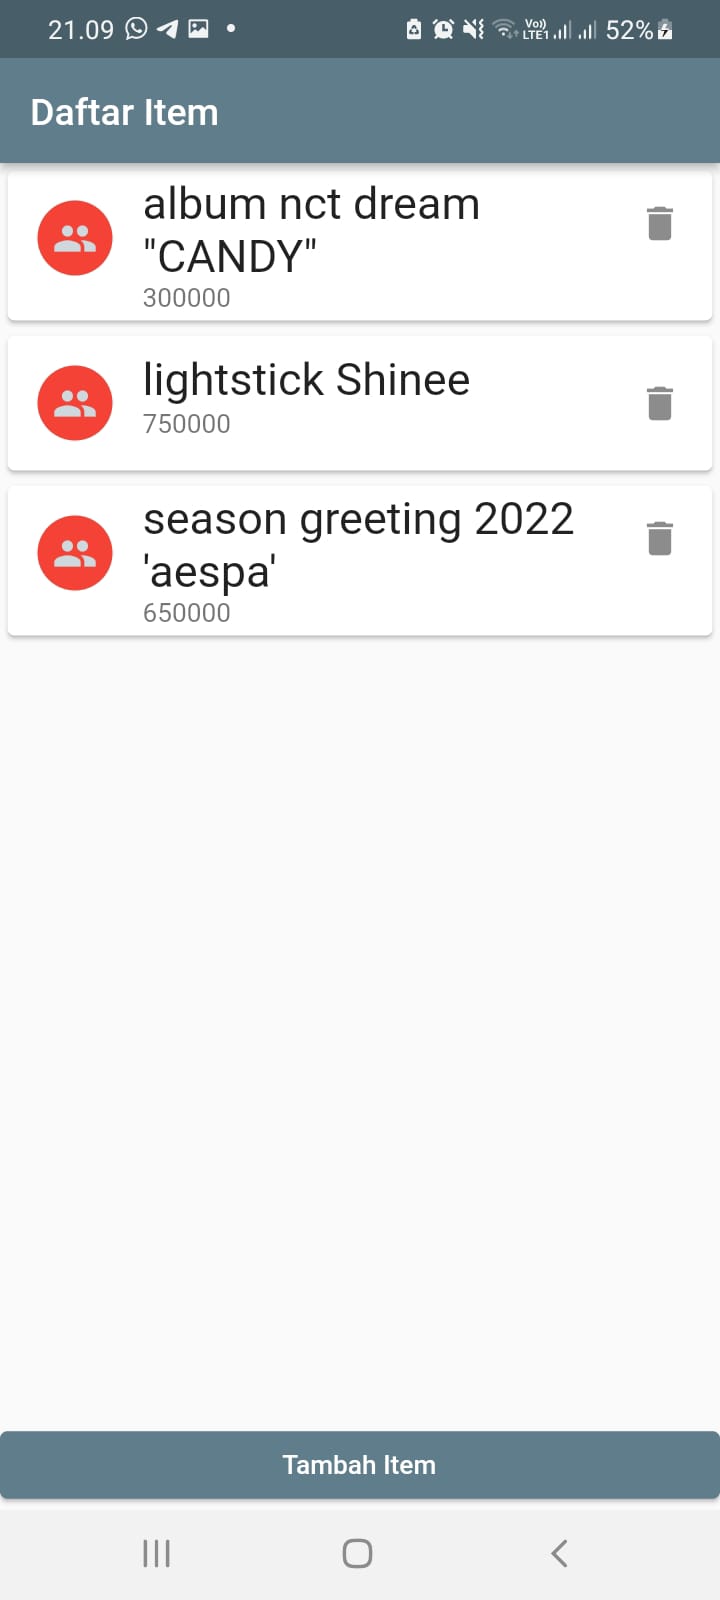 21.09
Vo)) LTE1 52%
Daftar Item
album nct dream
"CANDY"
300000
lightstick Shinee
750000
season greeting 2022
'aespa'
650000
Tambah Item